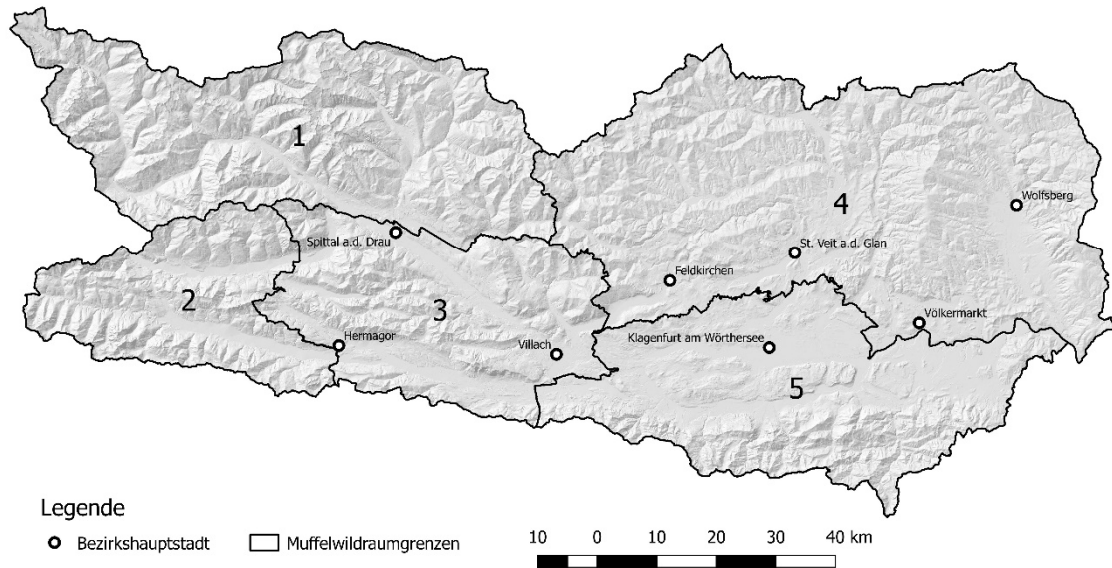 1
4
Wolfsberg
Spittal a.d. Drau
St. Veit a.d. Glan
Feldkirchen
2
3
Völkermarkt
Hermagor
Villach
Klagenfurt am Wörthersee
5
Legende
Bezirkshauptstadt
Muffelwildraumgrenzen
10 0 10 20 30 40 km